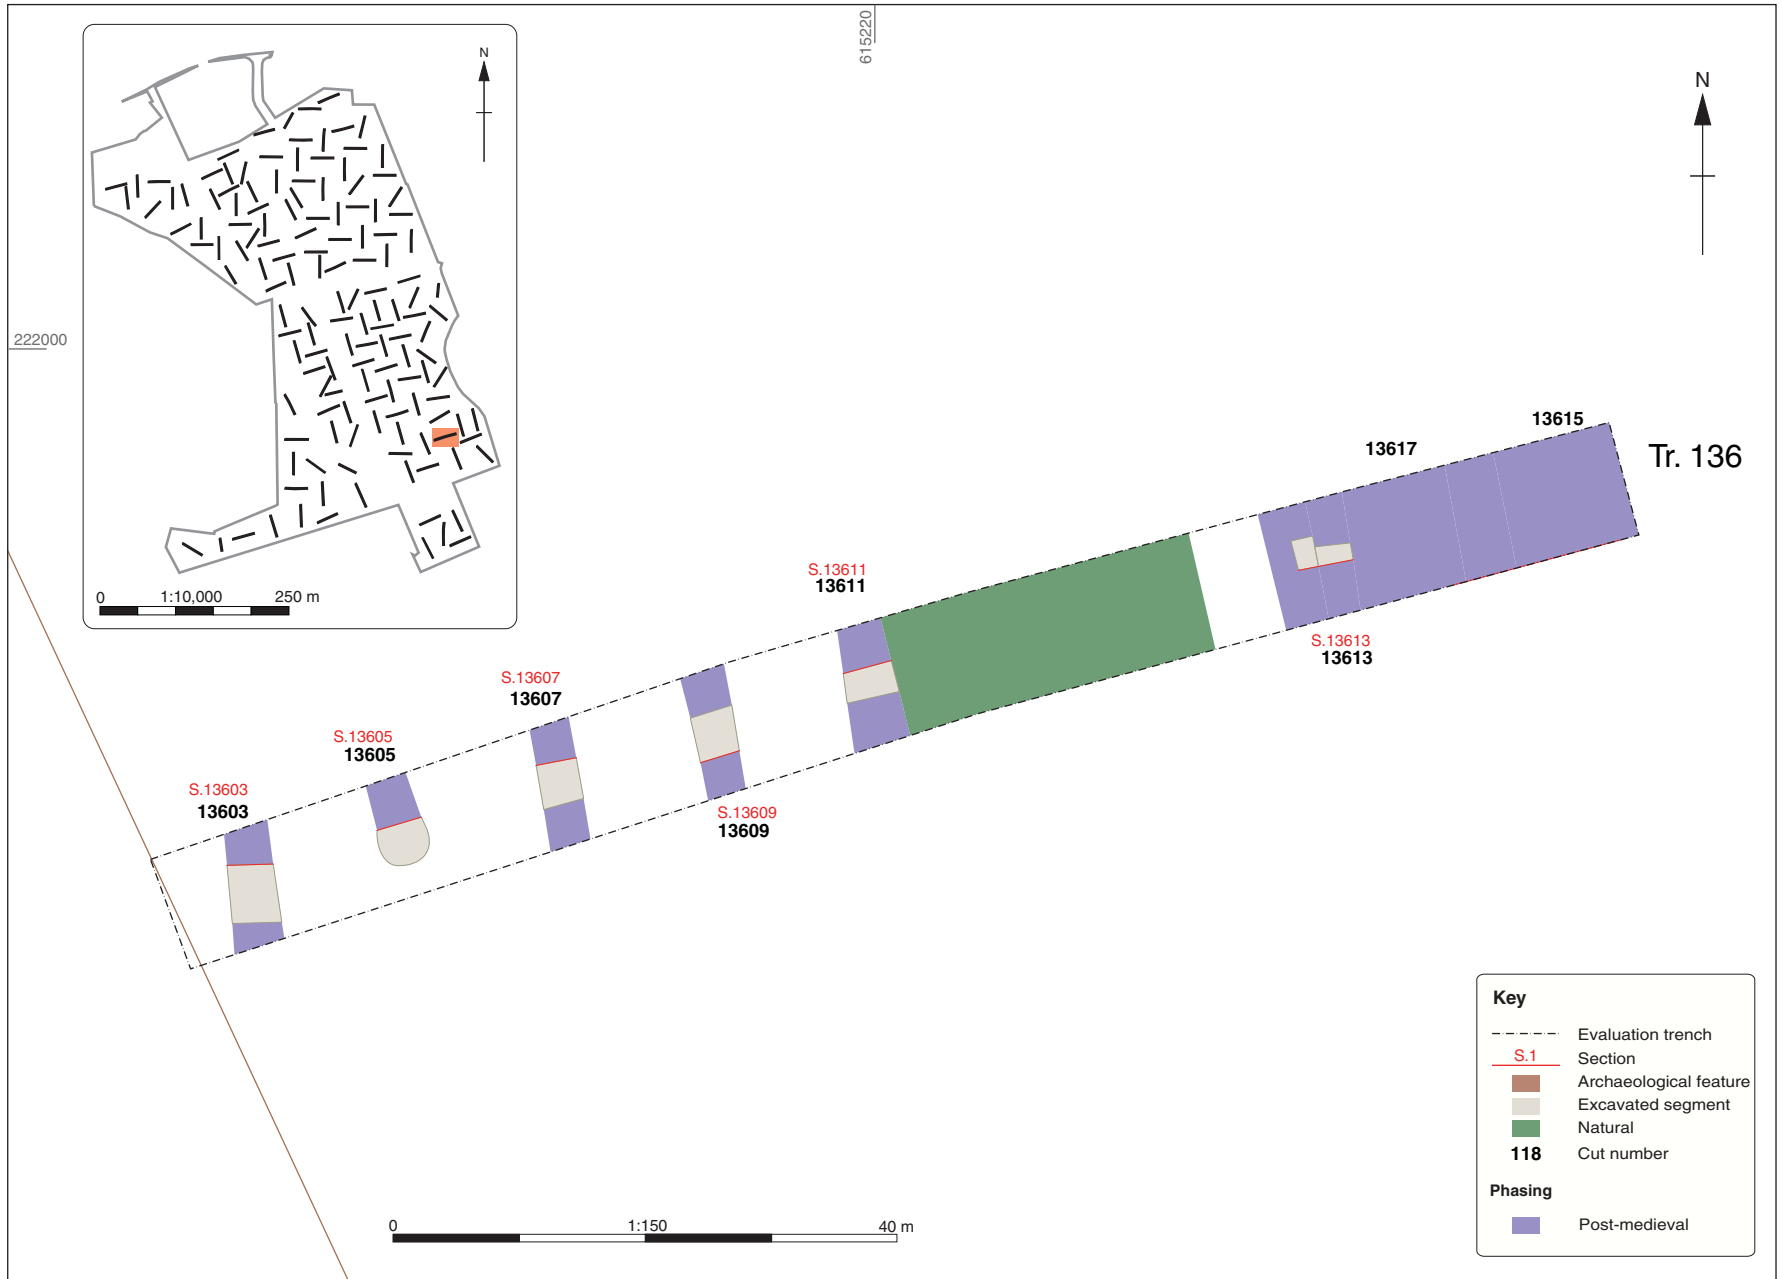 615220
N
N
222000
0 1:10,000 250 m
13615
13617
Tr. 136
S.13611
13611
S.13613
13613
S.13607
13607
S.13605
13605
S.13603
13603
S.13609
13609
Key
Evaluation trench
S.1 Section
Archaeological feature
Excavated segment
Natural
118 Cut number
Phasing
Post-medieval
0 1:150 40 m